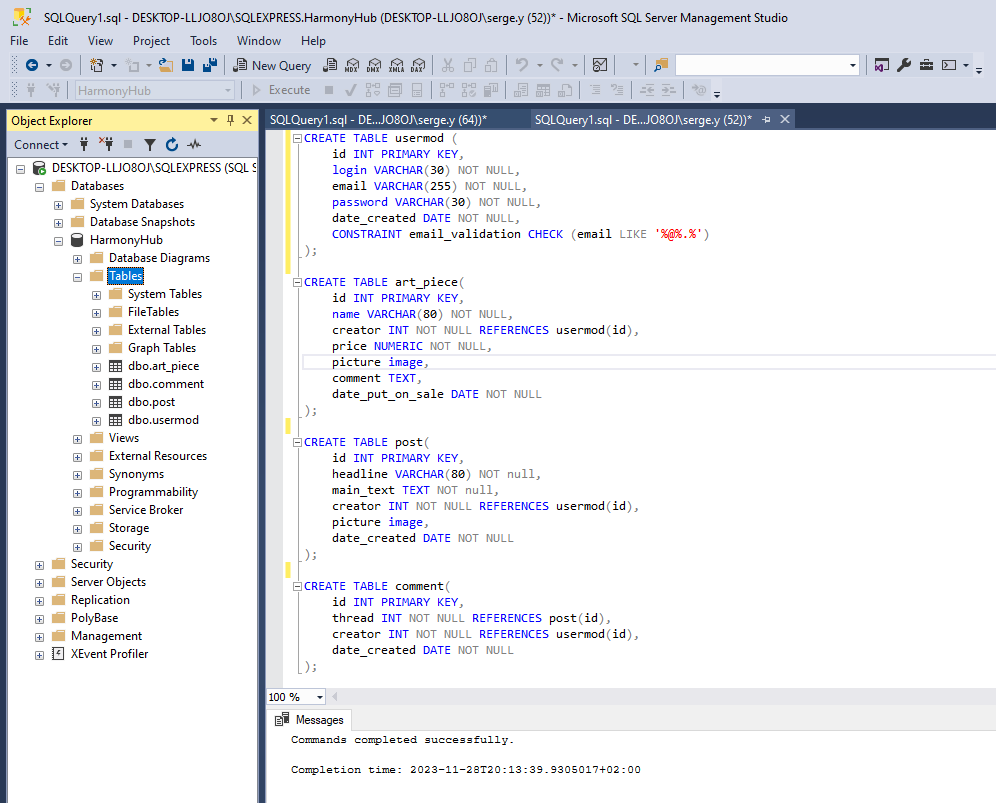 SQLQuery1.sql - DESKTOP-LLJO8OJ\SQLEXPRESS.HarmonyHub (DESKTOP-LLJO8OJ\serge.y (52))* - Microsoft SQL Server Management Studio
File Edit View Project Tools Window Help
New Query MDX DMX XMLA DAX
HarmonyHub Execute
Object Explorer
Connect
DESKTOP-LLJO8OJ\SQLEXPRESS (SQL S
Databases
System Databases
Database Snapshots
HarmonyHub
Database Diagrams
Tables
System Tables
FileTables
External Tables
Graph Tables
dbo.art_piece
dbo.comment
dbo.post
dbo.usermod
Views
External Resources
Synonyms
Programmability
Service Broker
Storage
Security
Security
Server Objects
Replication
PolyBase
Management
XEvent Profiler
SQLQuery1.sql - DE...JO8OJ\serge.y (64))* SQLQuery1.sql - DE...JO8OJ\serge.y (52))*
CREATE TABLE usermod (
id INT PRIMARY KEY,
login VARCHAR(30) NOT NULL,
email VARCHAR(255) NOT NULL,
password VARCHAR(30) NOT NULL,
date_created DATE NOT NULL,
CONSTRAINT email_validation CHECK (email LIKE '%@%.%')
);
CREATE TABLE art_piece(
id INT PRIMARY KEY,
name VARCHAR(80) NOT NULL,
creator INT NOT NULL REFERENCES usermod(id),
price NUMERIC NOT NULL,
picture image,
comment TEXT,
date_put_on_sale DATE NOT NULL
);
CREATE TABLE post(
id INT PRIMARY KEY,
headline VARCHAR(80) NOT null,
main_text TEXT NOT null,
creator INT NOT NULL REFERENCES usermod(id),
picture image,
date_created DATE NOT NULL
);
CREATE TABLE comment(
id INT PRIMARY KEY,
thread INT NOT NULL REFERENCES post(id),
creator INT NOT NULL REFERENCES usermod(id),
date_created DATE NOT NULL
);
100 %
Messages
Commands completed successfully.
Completion time: 2023-11-28T20:13:39.9305017+02:00